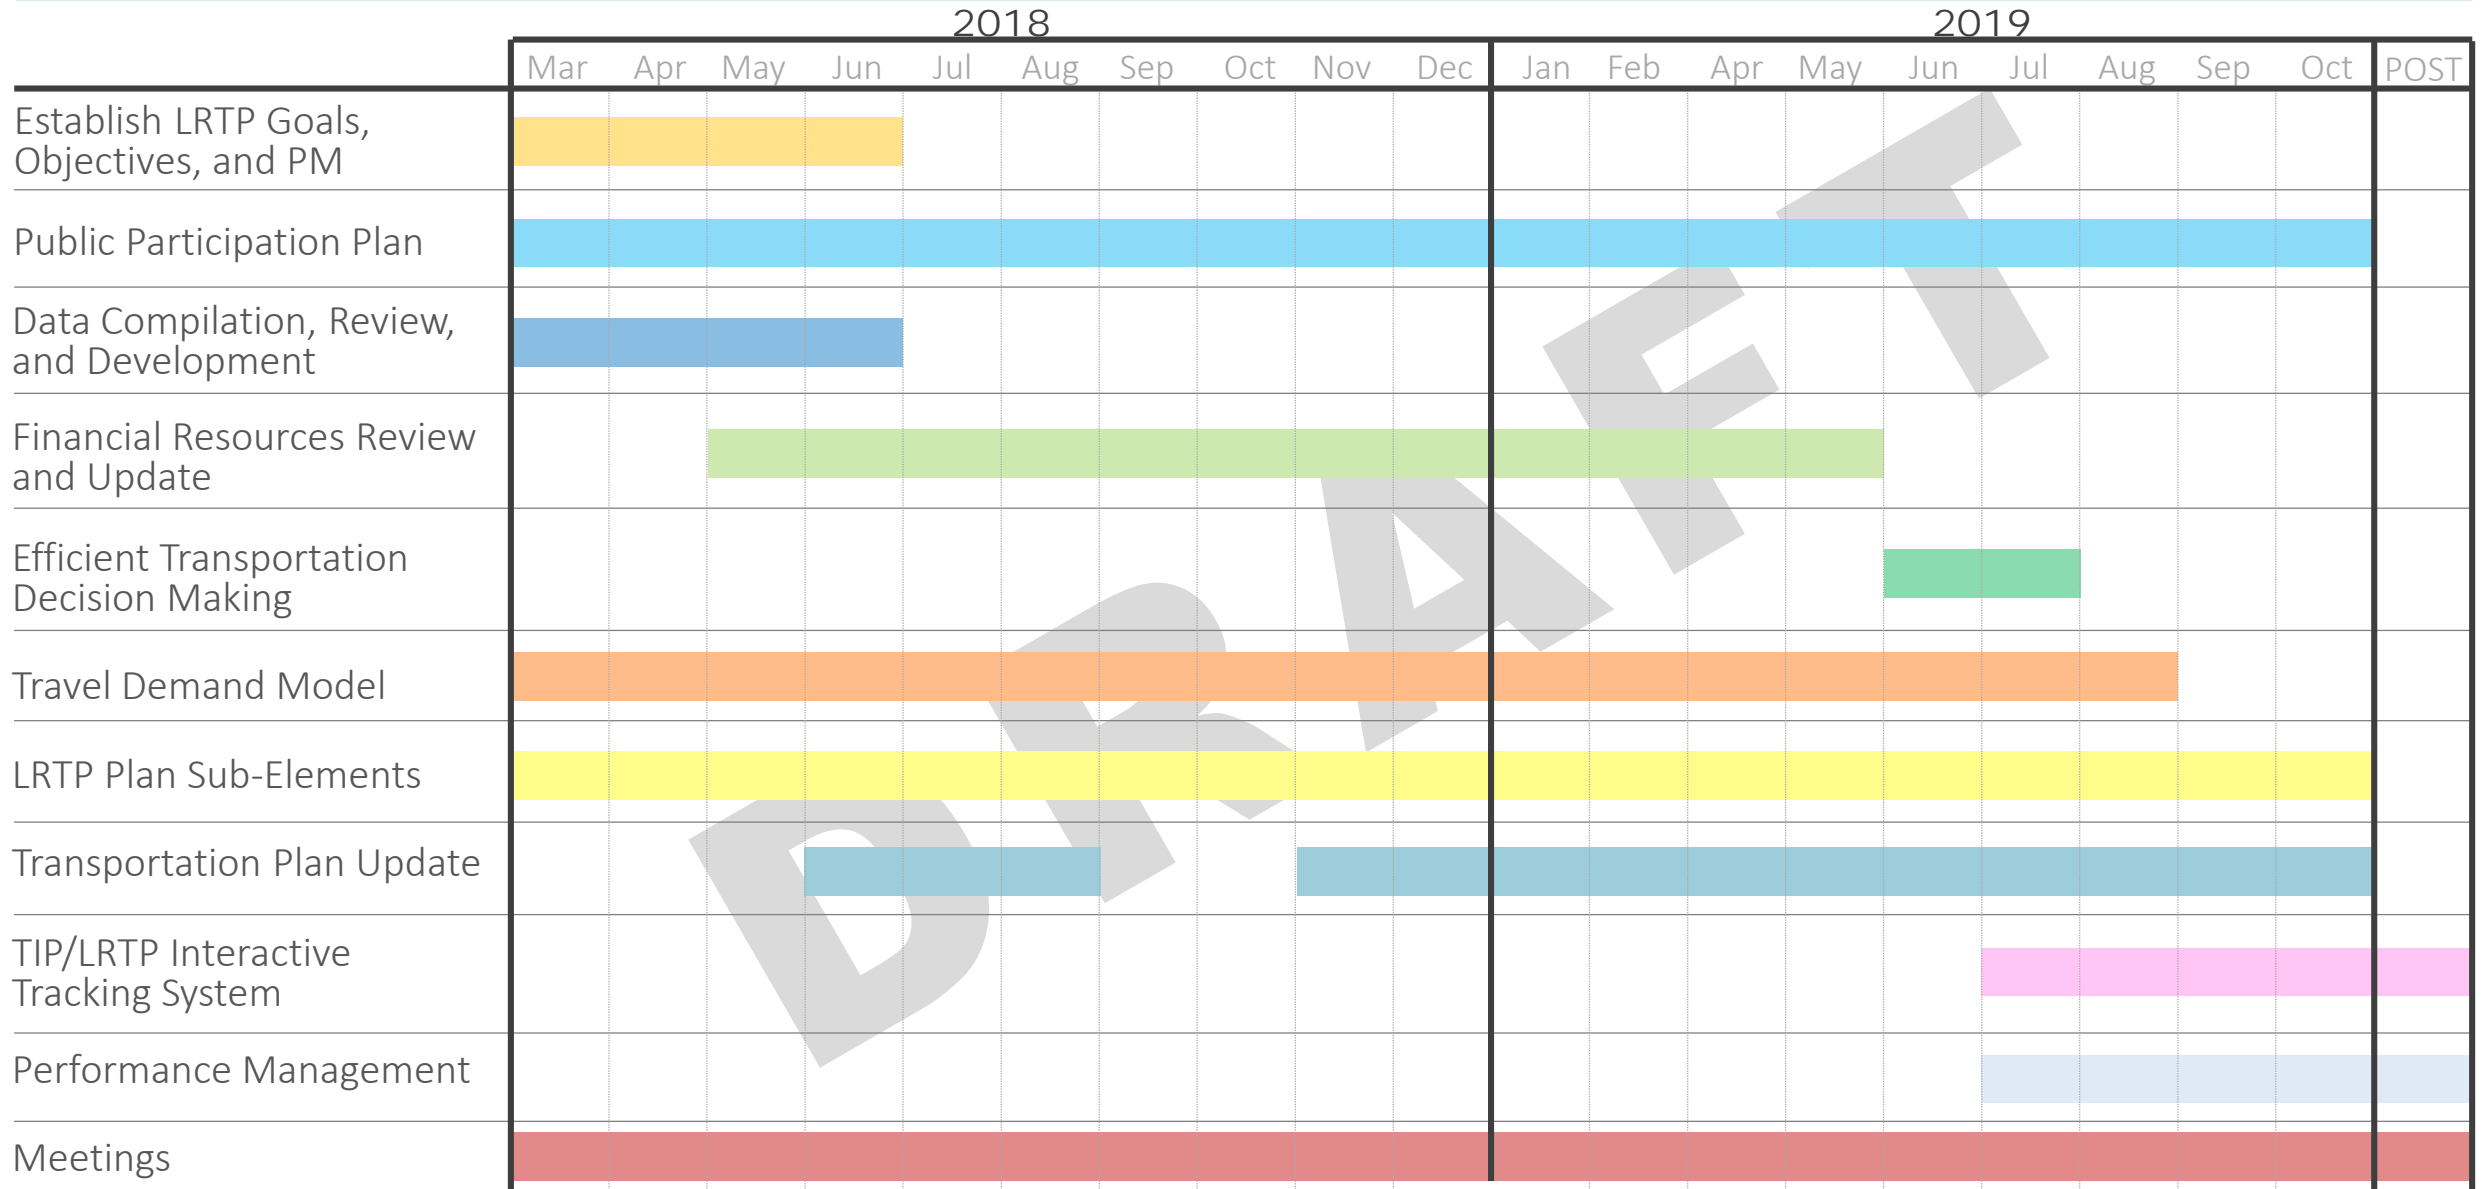 2018 2019
Mar Apr May Jun Jul Aug Sep Oct Nov Dec Jan Feb Apr May Jun Jul Aug Sep Oct POST
Establish LRTP Goals,
Objectives, and PM
Public Participation Plan
Data Compilation, Review,
and Development
Financial Resources Review
and Update
Efficient Transportation
Decision Making
Travel Demand Model
LRTP Plan Sub-Elements
Transportation Plan Update
TIP/LRTP Interactive
Tracking System
Performance Management
Meetings
DRAFT